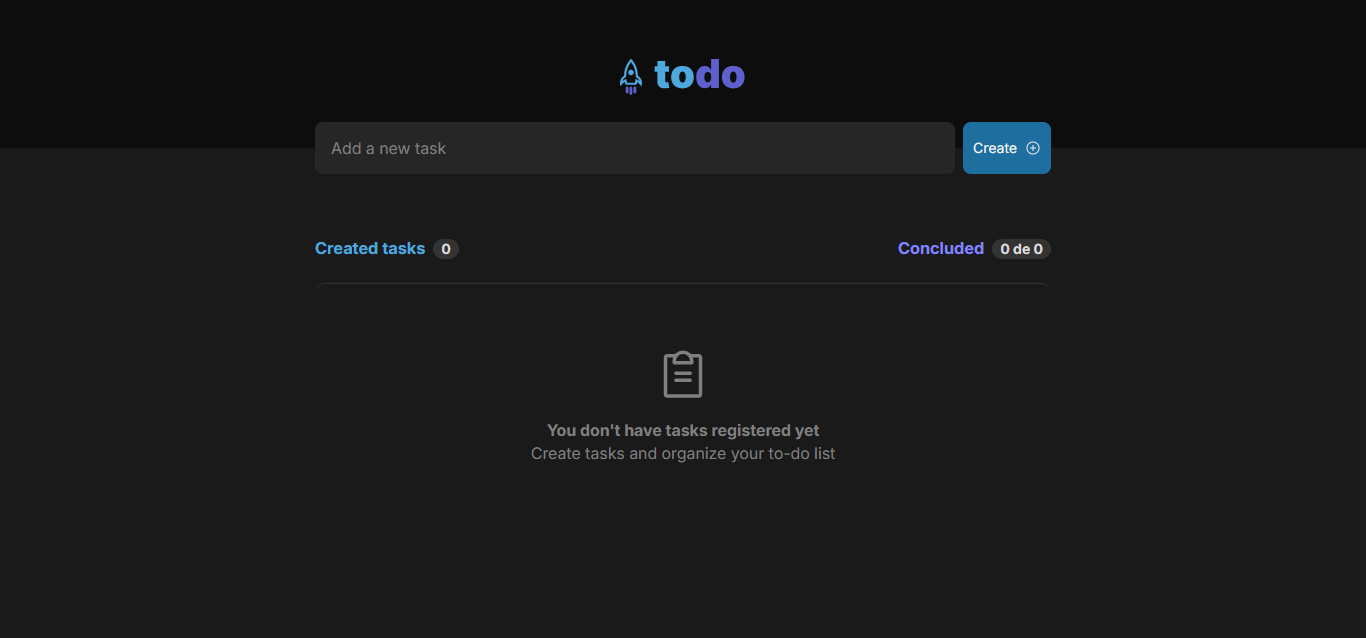 todo
Add a new task
Create
Created tasks 0
Concluded 0 de 0
You don't have tasks registered yet
Create tasks and organize your to-do list